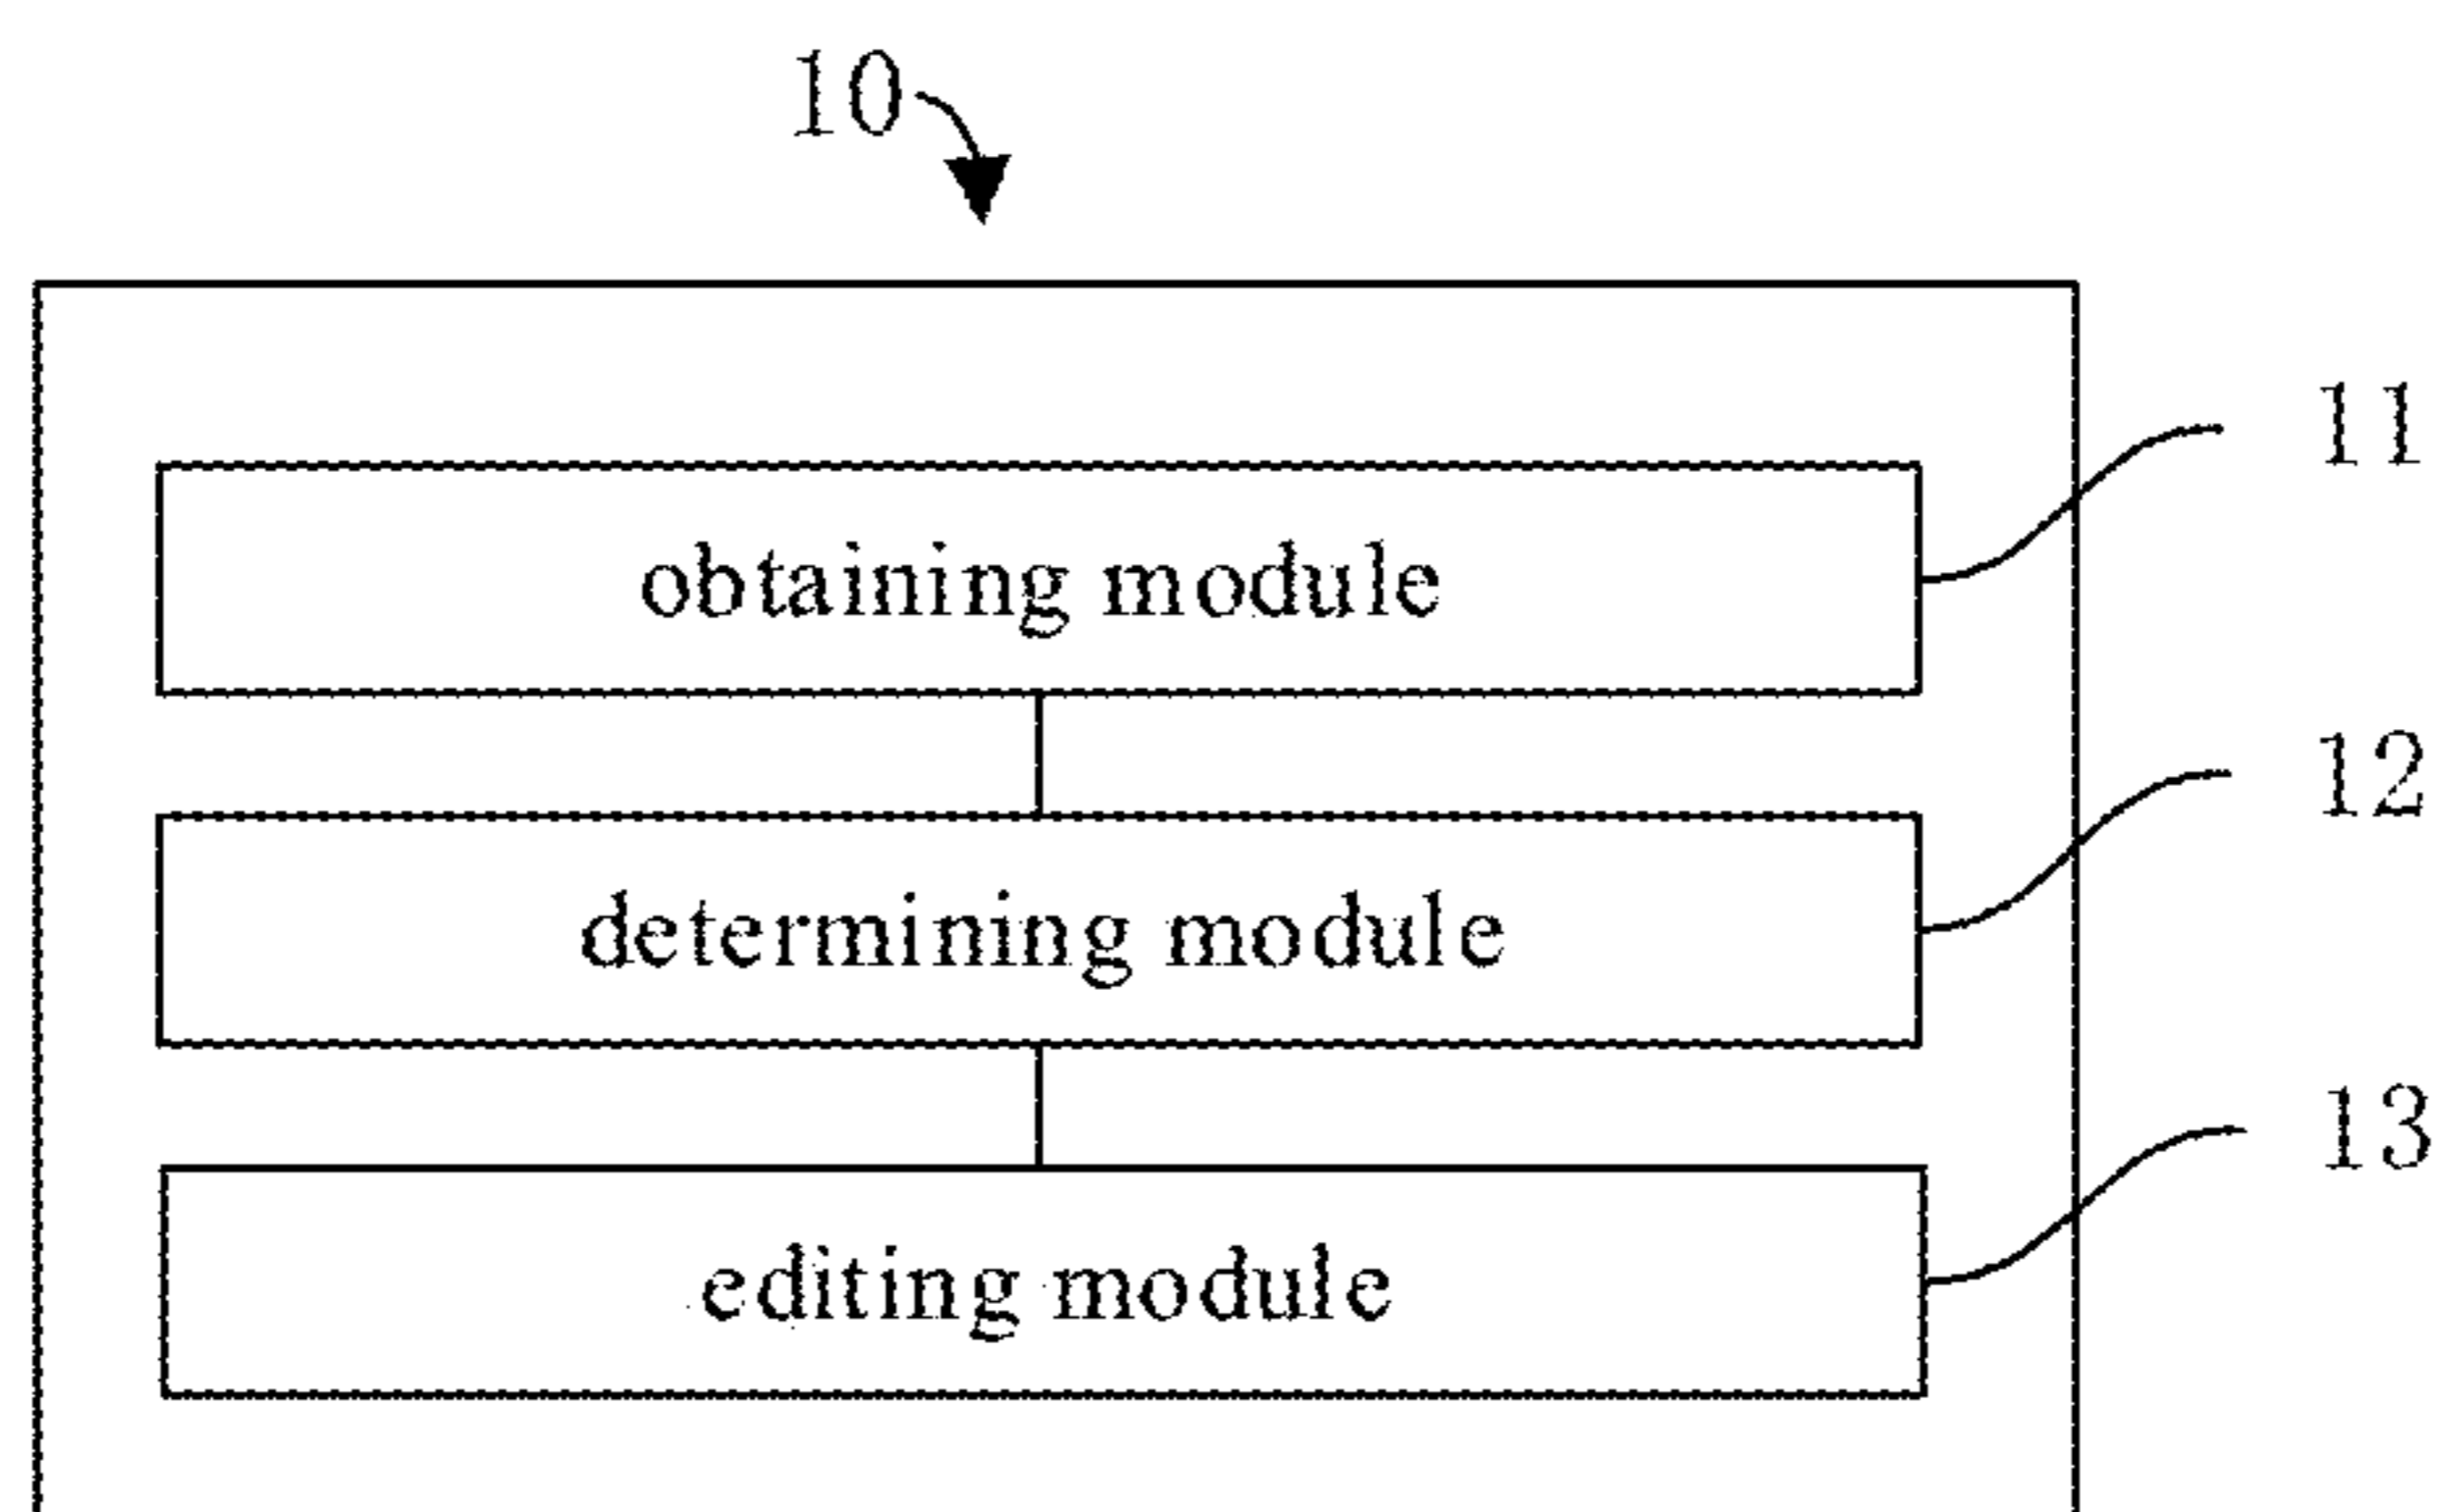 10
11
obtaining module
12
determining module
13
editing module